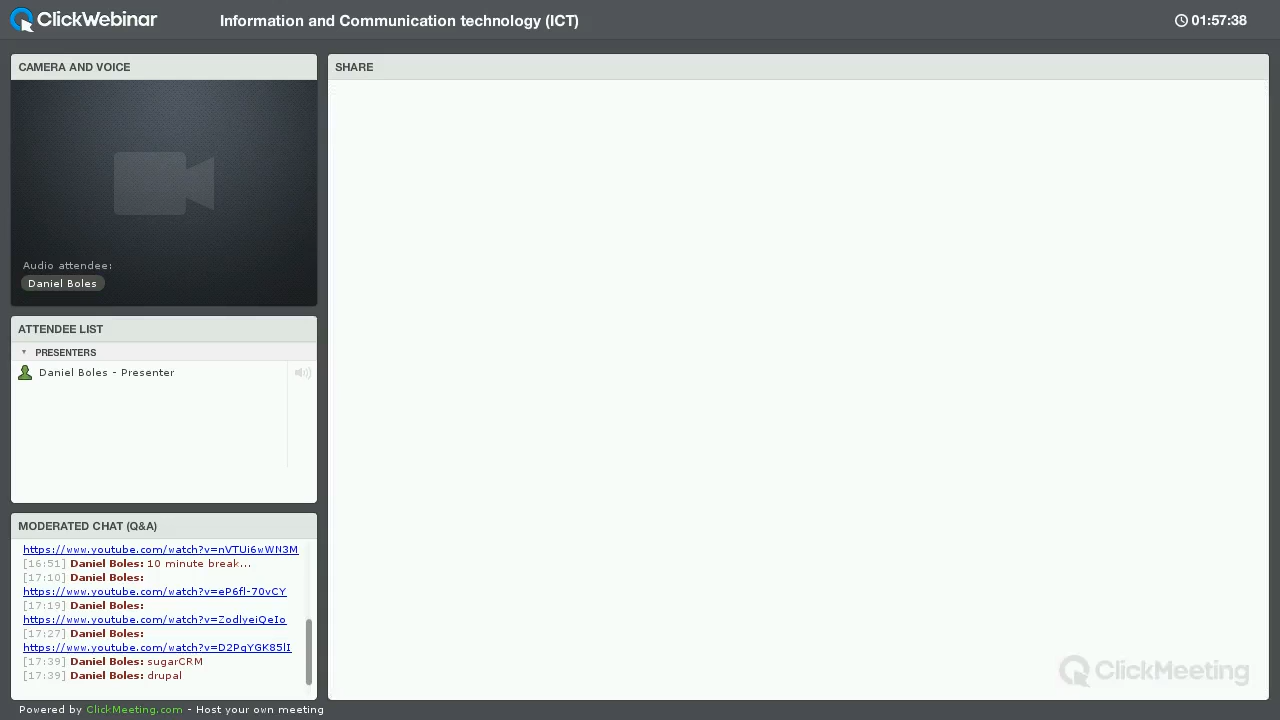 ClickWebinar
Information and Communication technology (ICT)
01:57:38
CAMERA AND VOICE
Audio attendee:
Daniel Boles
ATTENDEE LIST
PRESENTERS
Daniel Boles - Presenter
MODERATED CHAT (Q&A)
https://www.youtube.com/watch?v=nVTUi6wWN3M
[16:51] Daniel Boles: 10 minute break...
[17:10] Daniel Boles:
https://www.youtube.com/watch?v=eP6fl-70vCY
[17:19] Daniel Boles:
https://www.youtube.com/watch?v=ZodlyeiQeIo
[17:27] Daniel Boles:
https://www.youtube.com/watch?v=D2PqYGK85lI
[17:39] Daniel Boles: sugarCRM
[17:39] Daniel Boles: drupal
SHARE
ClickMeeting
Powered by ClickMeeting.com - Host your own meeting